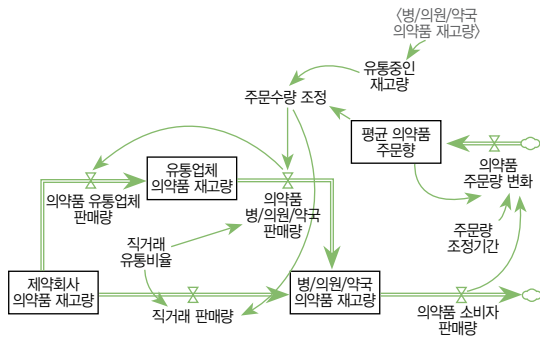 〈병/의원/약국
의약품 재고량〉
유통중인
재고량
주문수량 조정
평균 의약품
주문향
유통업체
의약품 재고량
의약품
주문량 변화
의약품 유통업체
판매량
의약품
병/의원/약국
판매량
주문량
조정기간
직거래
유통비율
제약회사
의약품 재고량
병/의원/약국
의약품 재고량
직거래 판매량
의약품 소비자
판매량